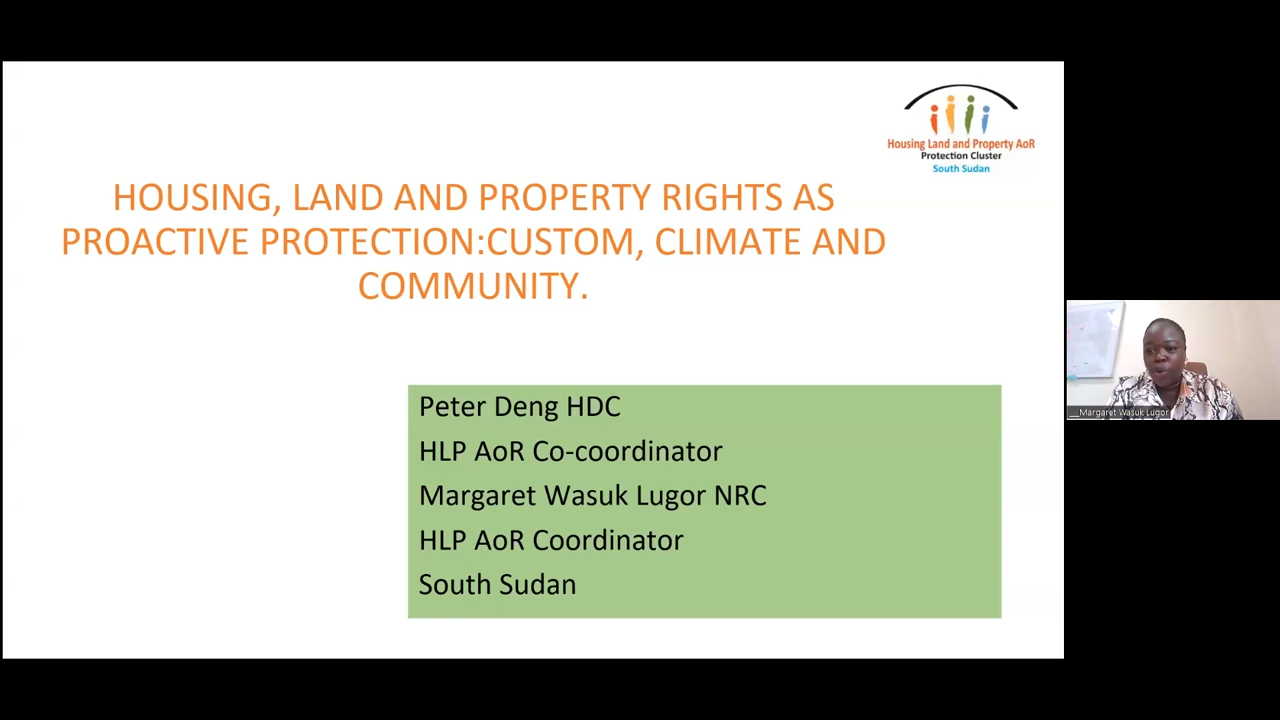 Housing Land and Property AoR
Protection Cluster
South Sudan
HOUSING, LAND AND PROPERTY RIGHTS AS
PROACTIVE PROTECTION:CUSTOM, CLIMATE AND
COMMUNITY.
Peter Deng HDC
HLP AoR Co-coordinator
Margaret Wasuk Lugor NRC
HLP AoR Coordinator
South Sudan
__Margaret Wasuk Lugor